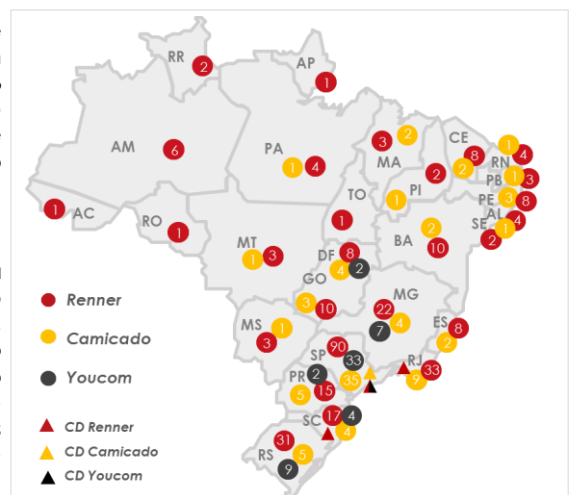 RR
2
AP
1
AM
6
PA
1
4
MA
3
2
CE
8
2
RN
1
4
PB
1
3
PI
2
1
PE
3
8
AL
4
SE
1
2
TO
1
AC
1
RO
1
BA
2
10
MT
1
3
DF
8
4
2
GO
3
10
MG
22
4
7
ES
8
2
MS
1
3
SP
90
33
35
RJ
33
9
PR
2
15
5
SC
17
4
4
RS
31
5
9
Renner
Camicado
Youcom
CD Renner
CD Camicado
CD Youcom